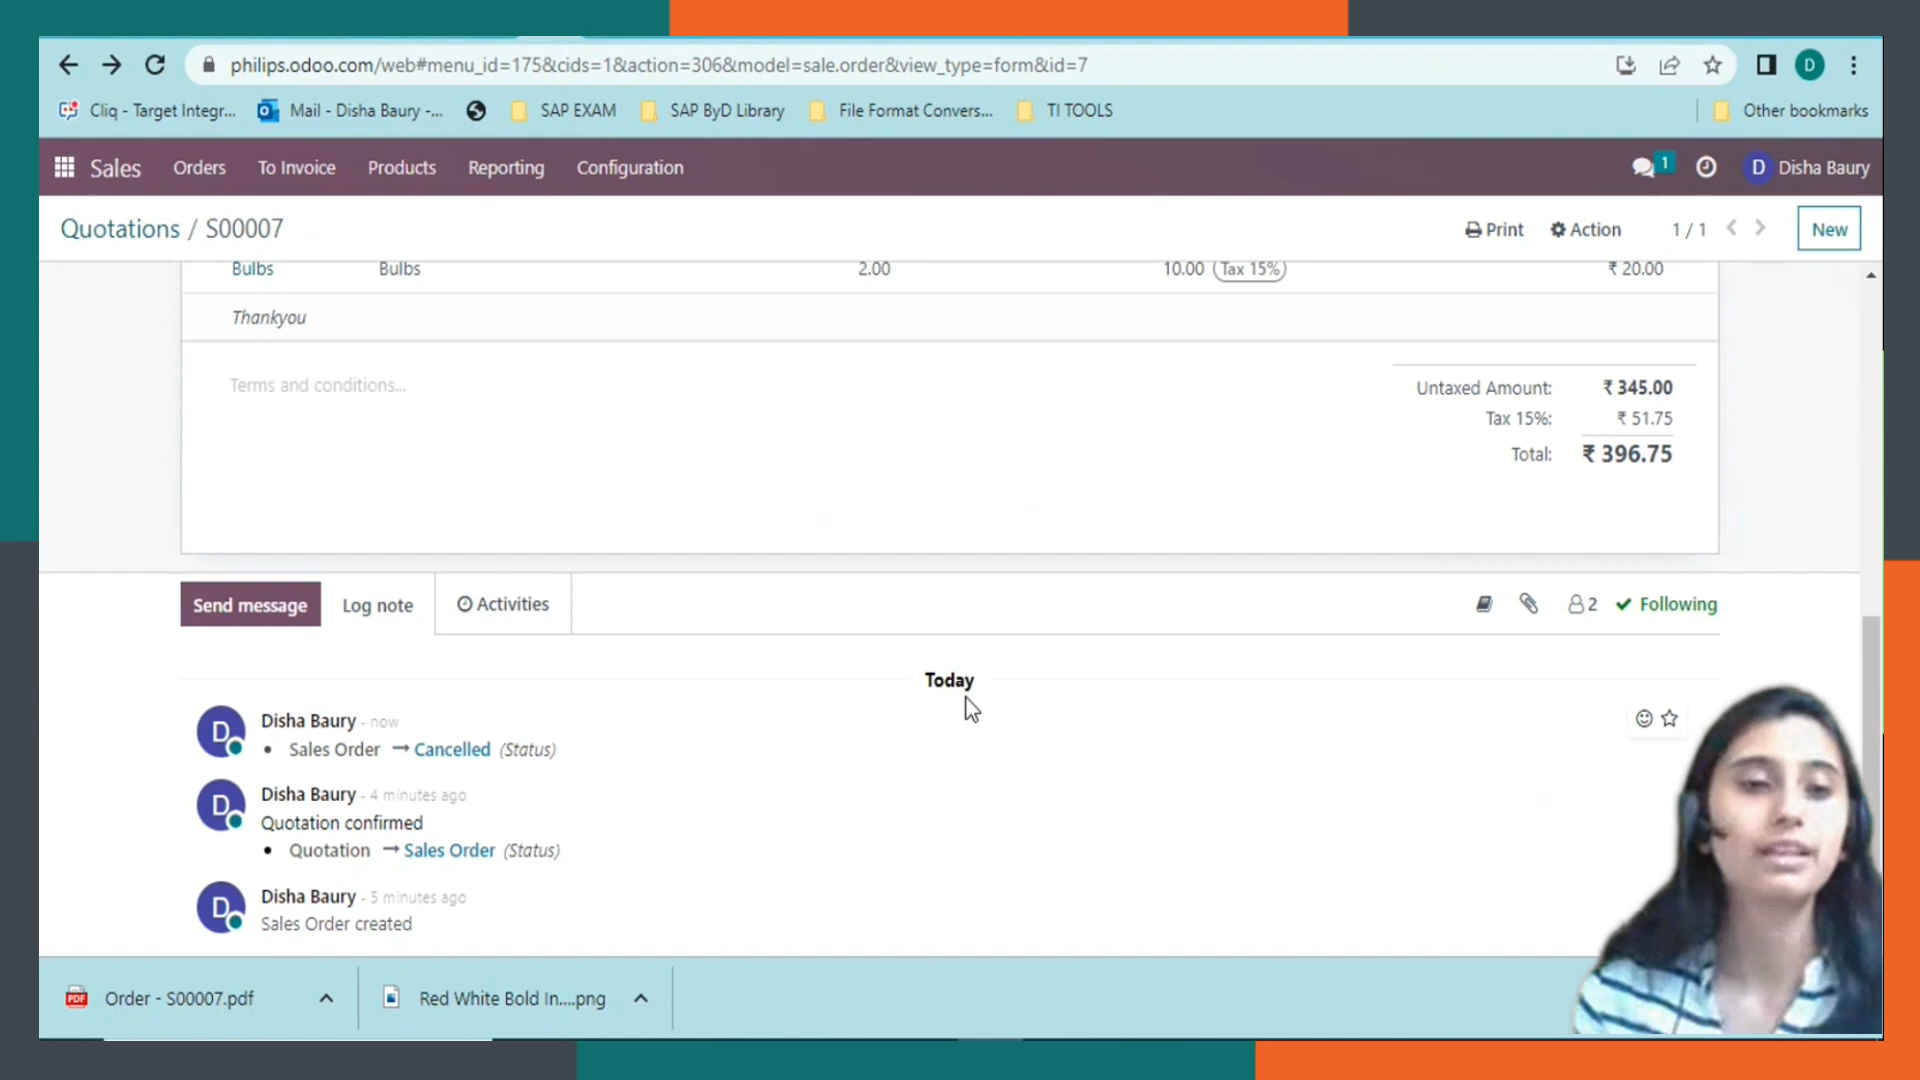 philips.odoo.com/web#menu_id=175&cids=1&action=306&model=sale.order&view_type=form&id=7
D
Cliq - Target Integr... Mail - Disha Baury -... SAP EXAM SAP ByD Library File Format Convers... TI TOOLS Other bookmarks
Sales Orders To Invoice Products Reporting Configuration 1 D Disha Baury
Quotations / S00007 Print Action 1 / 1 New
Bulbs Bulbs 2.00 10.00 Tax 15% ₹ 20.00
Thankyou
Terms and conditions...
Untaxed Amount: ₹ 345.00
Tax 15%: ₹ 51.75
Total: ₹ 396.75
Send message Log note Activities 2 Following
Today
D Disha Baury - now
• Sales Order → Cancelled (Status)
D Disha Baury - 4 minutes ago
Quotation confirmed
• Quotation → Sales Order (Status)
D Disha Baury - 5 minutes ago
Sales Order created
PDF Order - S00007.pdf Red White Bold In....png